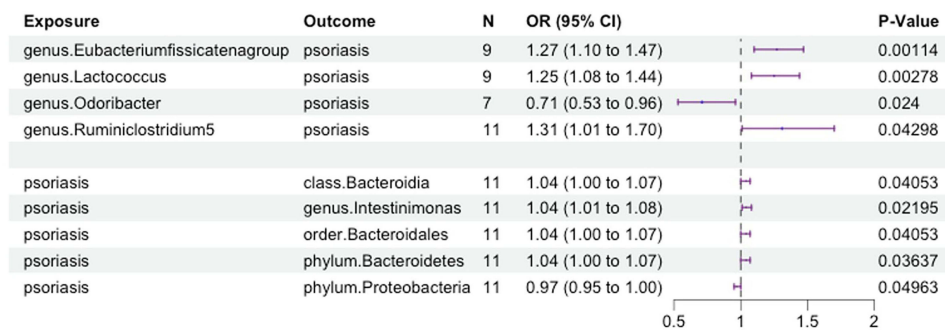 Exposure Outcome N OR (95% CI) P-Value
genus.Eubacteriumfissicatenagroup psoriasis 9 1.27 (1.10 to 1.47) 0.00114
genus.Lactococcus psoriasis 9 1.25 (1.08 to 1.44) 0.00278
genus.Odoribacter psoriasis 7 0.71 (0.53 to 0.96) 0.024
genus.Ruminiclostridium5 psoriasis 11 1.31 (1.01 to 1.70) 0.04298
psoriasis class.Bacteroidia 11 1.04 (1.00 to 1.07) 0.04053
psoriasis genus.Intestinimonas 11 1.04 (1.01 to 1.08) 0.02195
psoriasis order.Bacteroidales 11 1.04 (1.00 to 1.07) 0.04053
psoriasis phylum.Bacteroidetes 11 1.04 (1.00 to 1.07) 0.03637
psoriasis phylum.Proteobacteria 11 0.97 (0.95 to 1.00) 0.04963
0.5 1 1.5 2